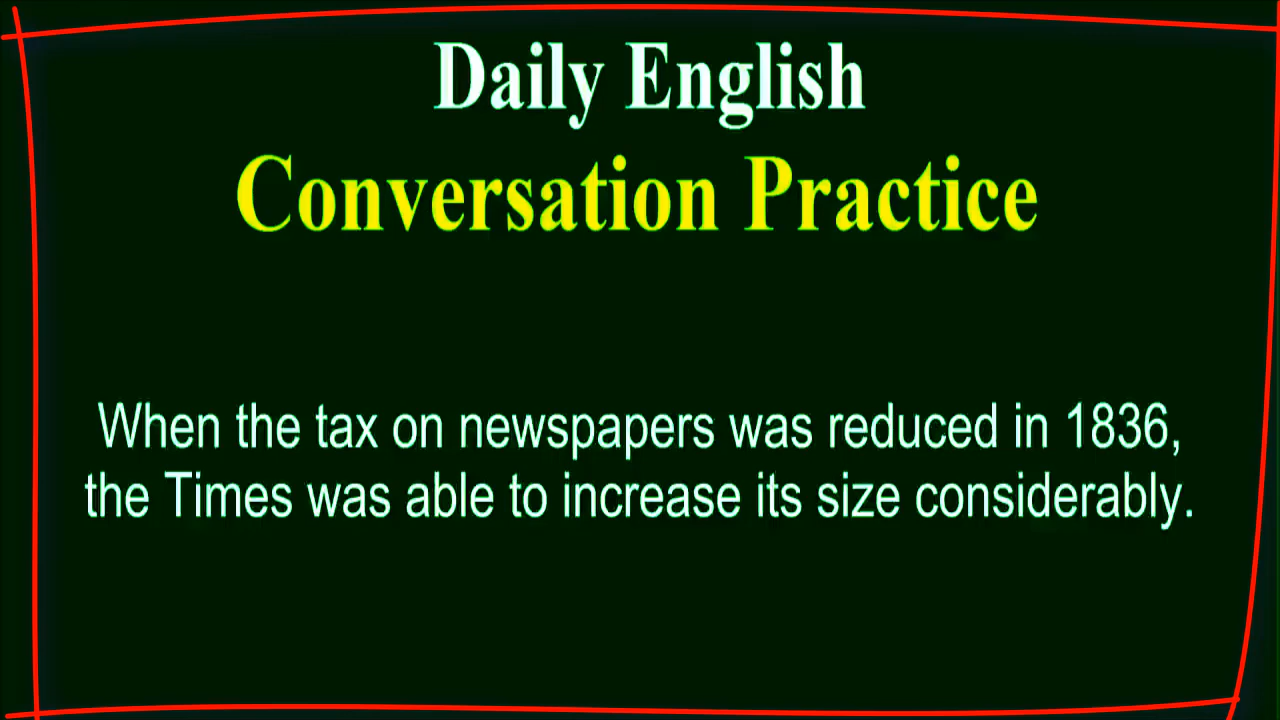 Daily English
Conversation Practice
When the tax on newspapers was reduced in 1836,
the Times was able to increase its size considerably.